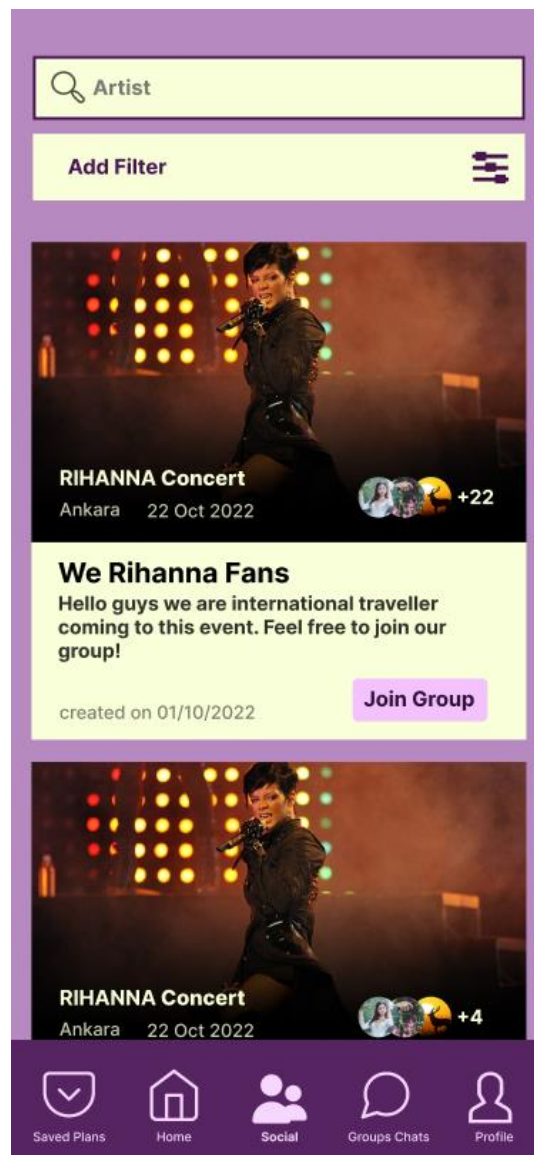 Artist
Add Filter
RIHANNA Concert
Ankara 22 Oct 2022
+22
We Rihanna Fans
Hello guys we are international traveller
coming to this event. Feel free to join our
group!
created on 01/10/2022
Join Group
RIHANNA Concert
Ankara 22 Oct 2022
+4
Saved Plans
Home
Social
Groups Chats
Profile